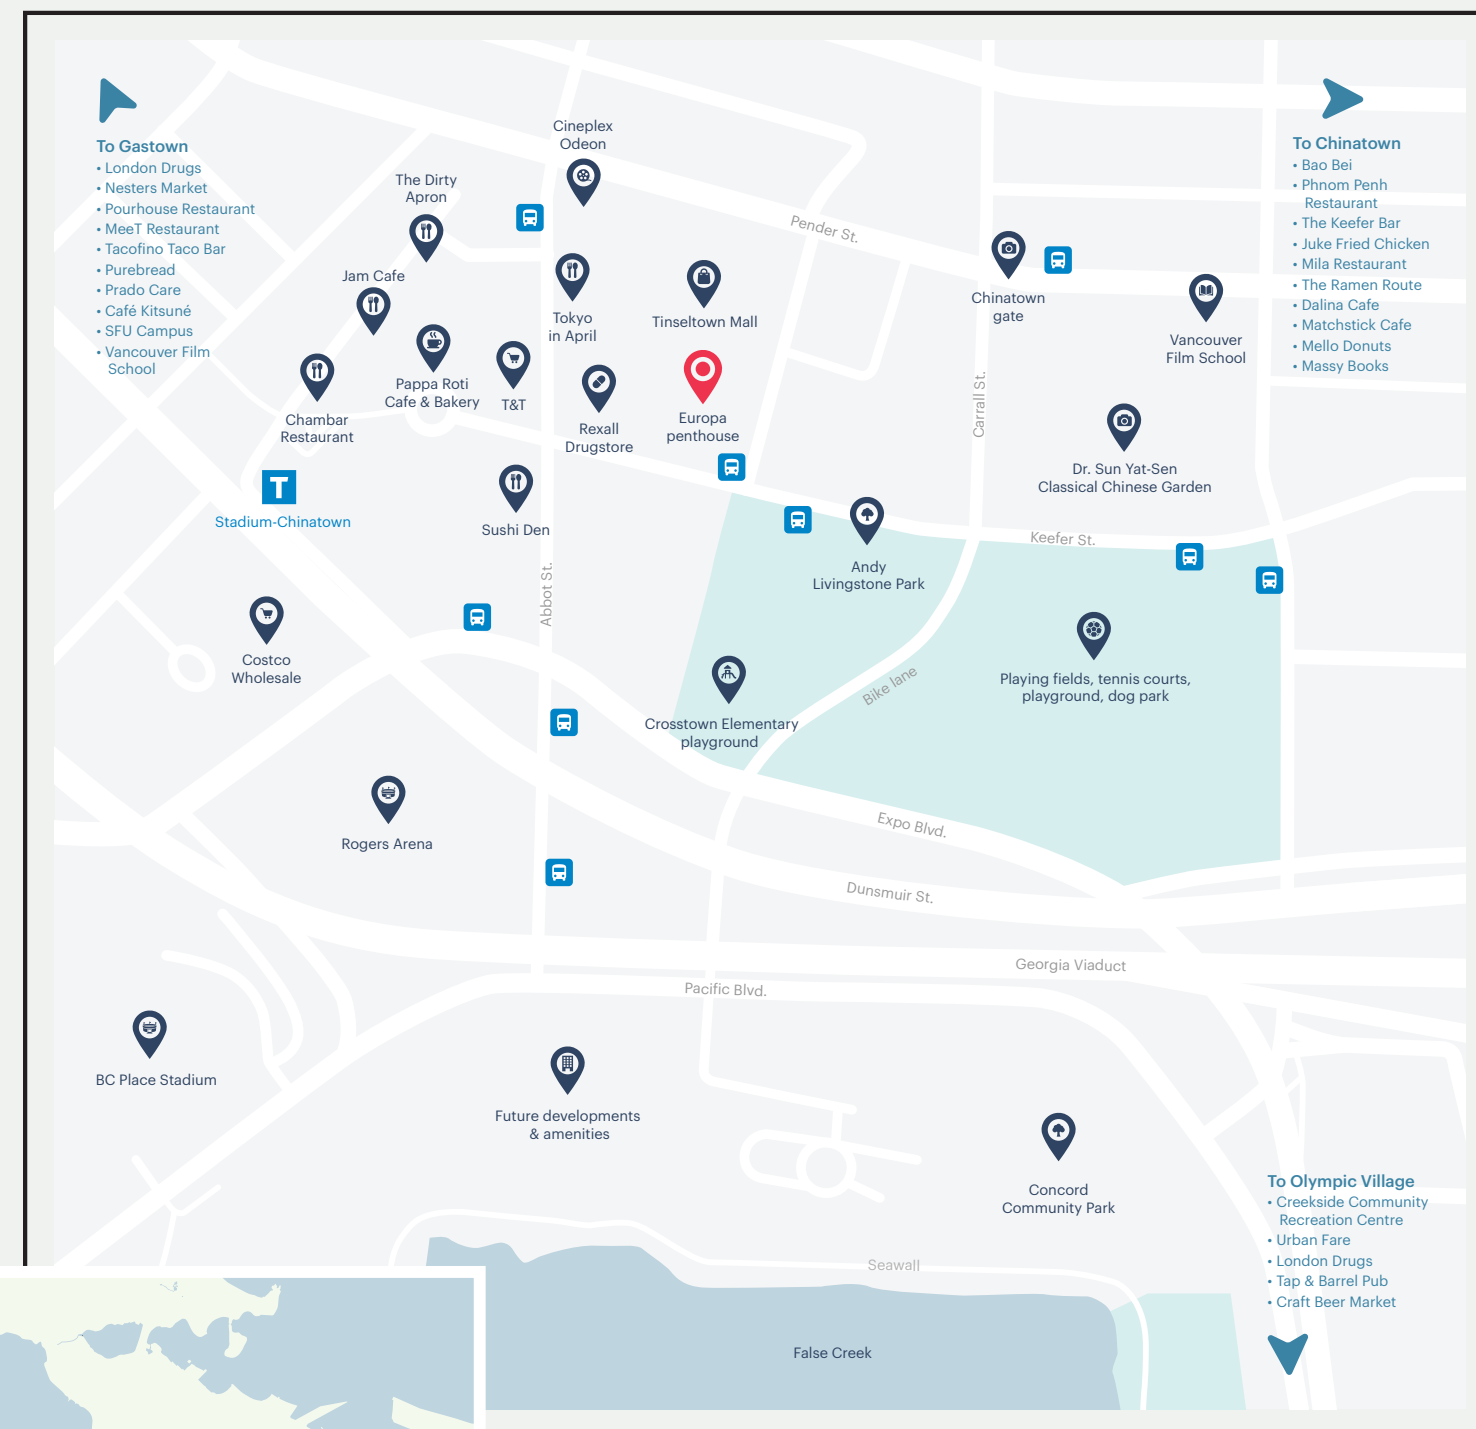 To Gastown
• London Drugs
• Nesters Market
• Pourhouse Restaurant
• MeeT Restaurant
• Tacofino Taco Bar
• Purebread
• Prado Care
• Café Kitsuné
• SFU Campus
• Vancouver Film
School
To Chinatown
• Bao Bei
• Phnom Penh
Restaurant
• The Keefer Bar
• Juke Fried Chicken
• Mila Restaurant
• The Ramen Route
• Dalina Cafe
• Matchstick Cafe
• Mello Donuts
• Massy Books
Cineplex
Odeon
The Dirty
Apron
Pender St.
Jam Cafe
Tokyo
in April
Tinseltown Mall
Chinatown
gate
Vancouver
Film School
Pappa Roti
Cafe & Bakery
T&T
Chambar
Restaurant
Rexall
Drugstore
Europa
penthouse
Carrall St.
Dr. Sun Yat-Sen
Classical Chinese Garden
T
Stadium-Chinatown
Sushi Den
Keefer St.
Andy
Livingstone Park
Abbot St.
Costco
Wholesale
Bike lane
Playing fields, tennis courts,
playground, dog park
Crosstown Elementary
playground
Rogers Arena
Expo Blvd.
Dunsmuir St.
Georgia Viaduct
Pacific Blvd.
BC Place Stadium
Future developments
& amenities
Concord
Community Park
To Olympic Village
• Creekside Community
Recreation Centre
• Urban Fare
• London Drugs
• Tap & Barrel Pub
• Craft Beer Market
Seawall
False Creek